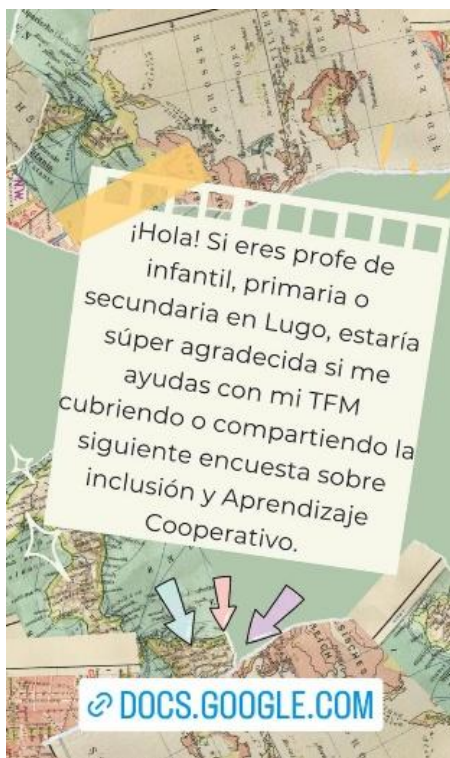 ¡Hola! Si eres profe de
infantil, primaria o
secundaria en Lugo, estaría
súper agradecida si me
ayudas con mi TFM
cubriendo o compartiendo la
siguiente encuesta sobre
inclusión y Aprendizaje
Cooperativo.
DOCS.GOOGLE.COM